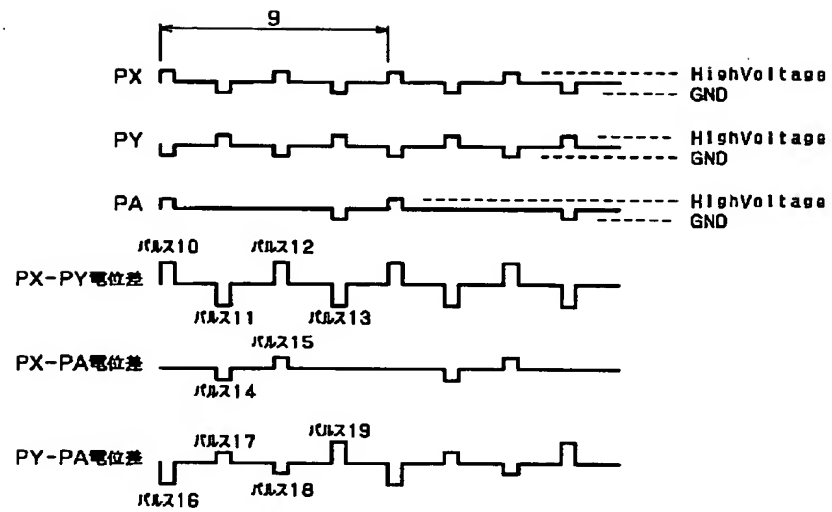 9
PX
HighVoltage
GND
PY
HighVoltage
GND
PA
HighVoltage
GND
パルス10 パルス12
PX-PY電位差
パルス11 パルス13
パルス15
PX-PA電位差
パルス14
パルス17 パルス19
PY-PA電位差
パルス16 パルス18